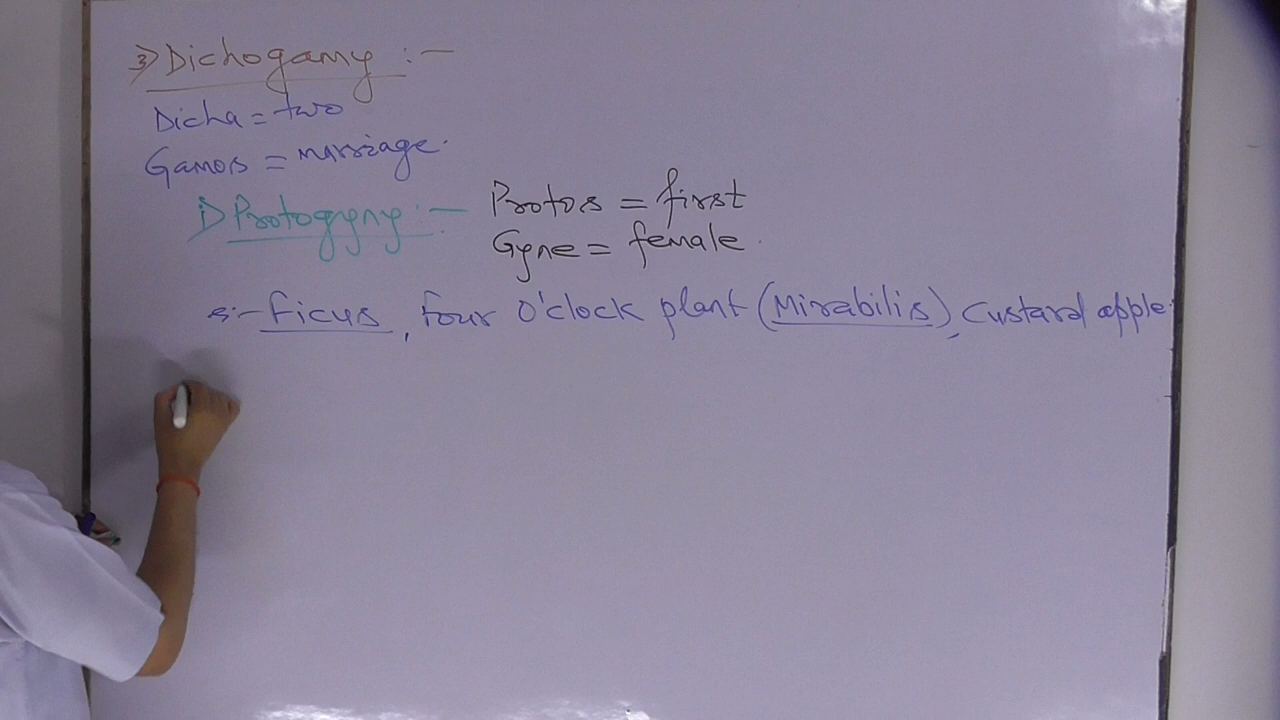 3) Dichogamy :-
Dicha = two
Gamos = marriage.
i) Protogyny :- Protos = first
Gyne = female.
e:- Ficus, Four O'clock plant (Mirabilis), Custard apple.